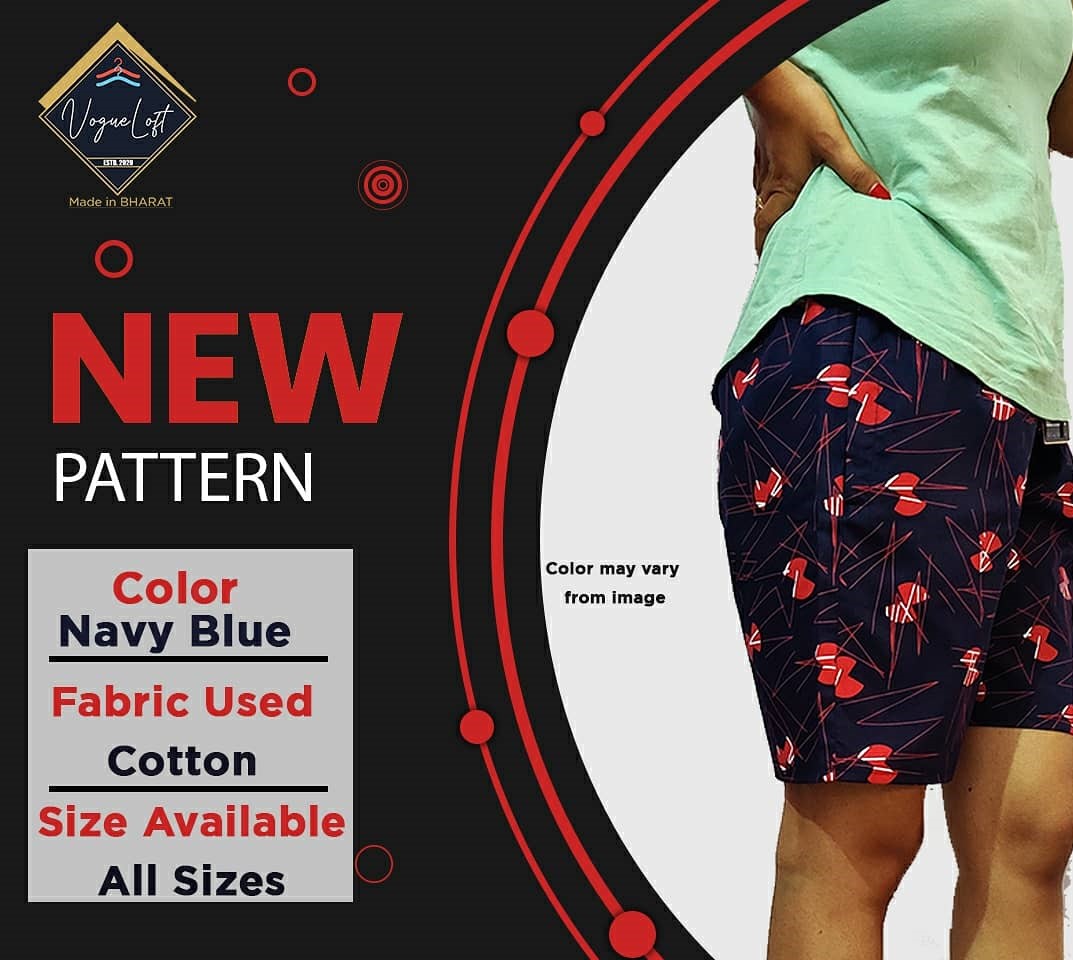 VogueLoft
ESTD. 2020
Made in BHARAT
NEW
PATTERN
Color
Navy Blue
Fabric Used
Cotton
Size Available
All Sizes
Color may vary
from image